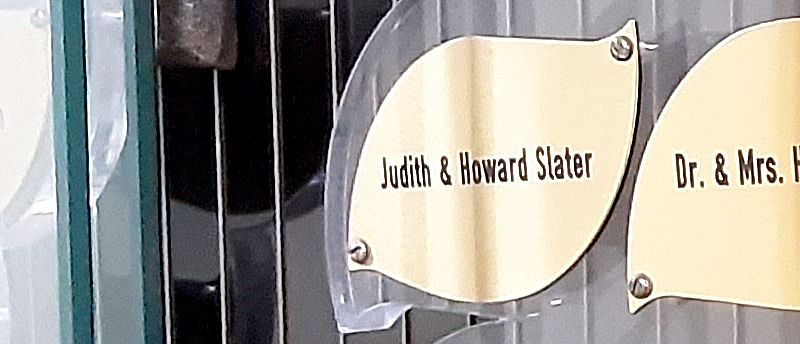 Judith & Howard Slater
Dr. & Mrs.